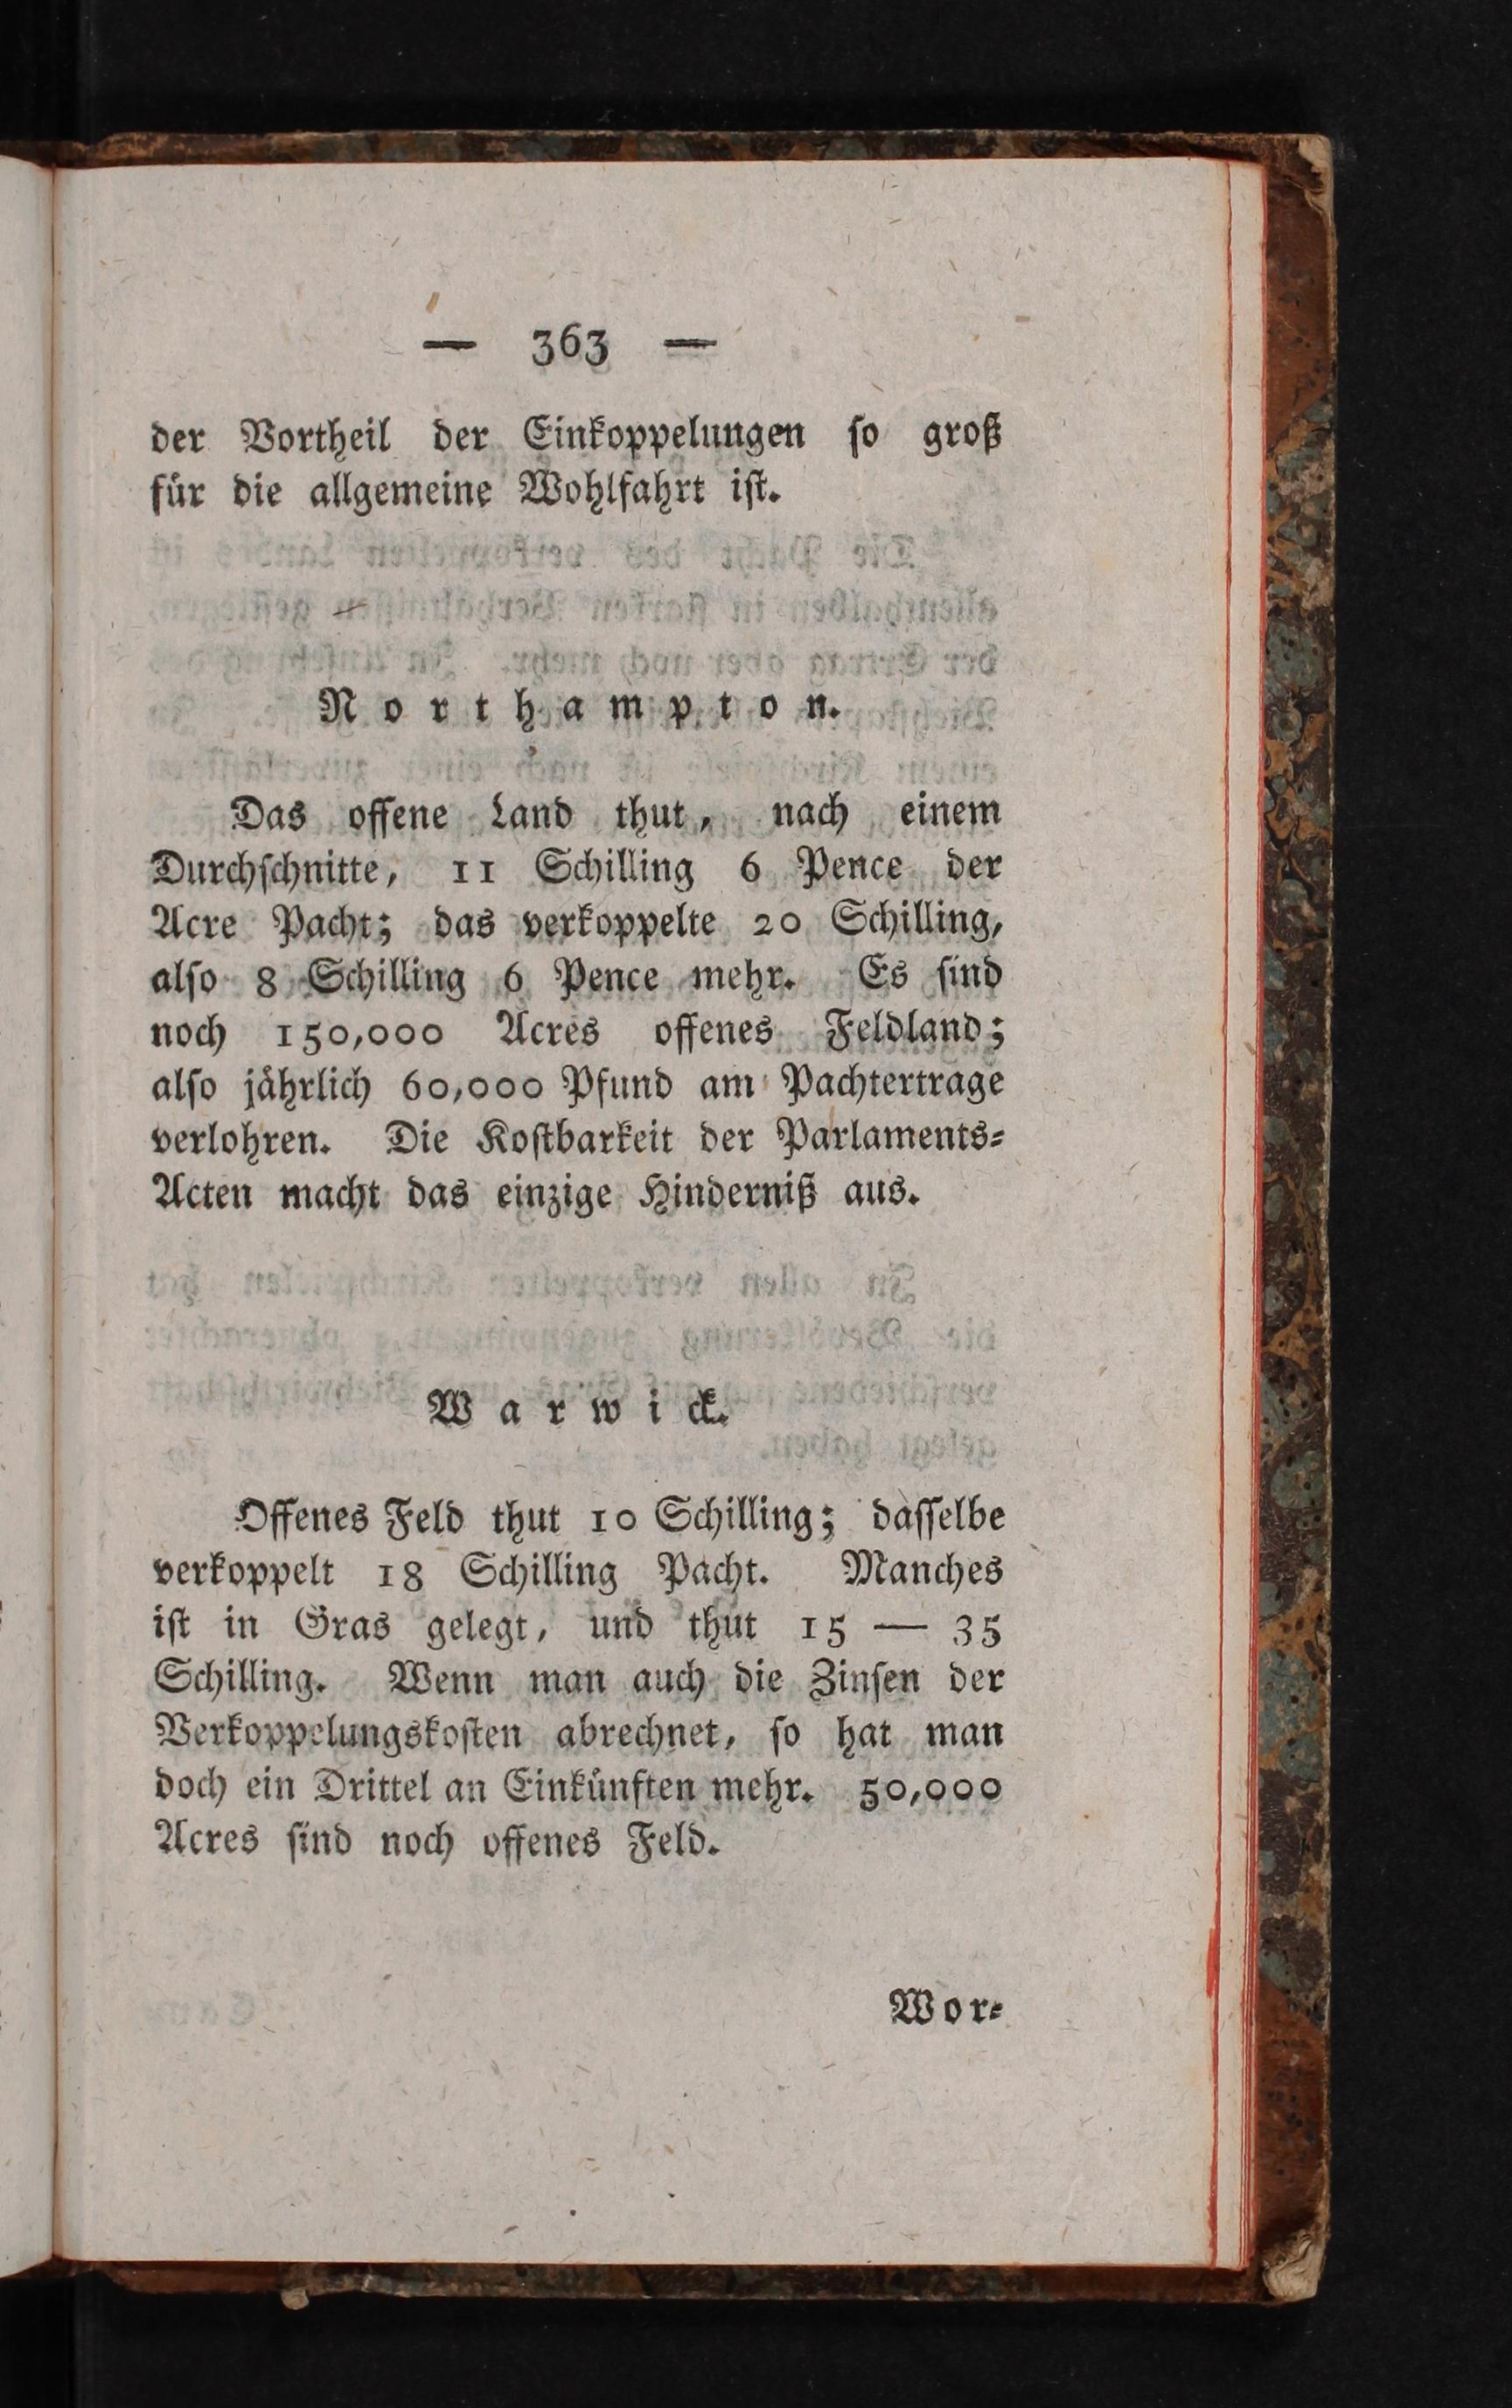 — 363 —
der Vortheil der Einkoppelungen ſo groß
für die allgemeine Wohlfahrt iſt.
Northampton.
Das offene Land thut, nach einem
Durchſchnitte, 11 Schilling 6 Pence der
Acre Pacht; das verkoppelte 20 Schilling,
alſo 8 Schilling 6 Pence mehr. Es ſind
noch 150,000 Acres offenes Feldland;
alſo jährlich 60,000 Pfund am Pachtertrage
verlohren. Die Koſtbarkeit der Parlaments⸗
Acten macht das einzige Hinderniß aus.
Warwick.
Offenes Feld thut 10 Schilling; daſſelbe
verkoppelt 18 Schilling Pacht. Manches
iſt in Gras gelegt, und thut 15 — 35
Schilling. Wenn man auch die Zinſen der
Verkoppelungskoſten abrechnet, ſo hat man
doch ein Drittel an Einkünften mehr. 50,000
Acres ſind noch offenes Feld.
Wor⸗